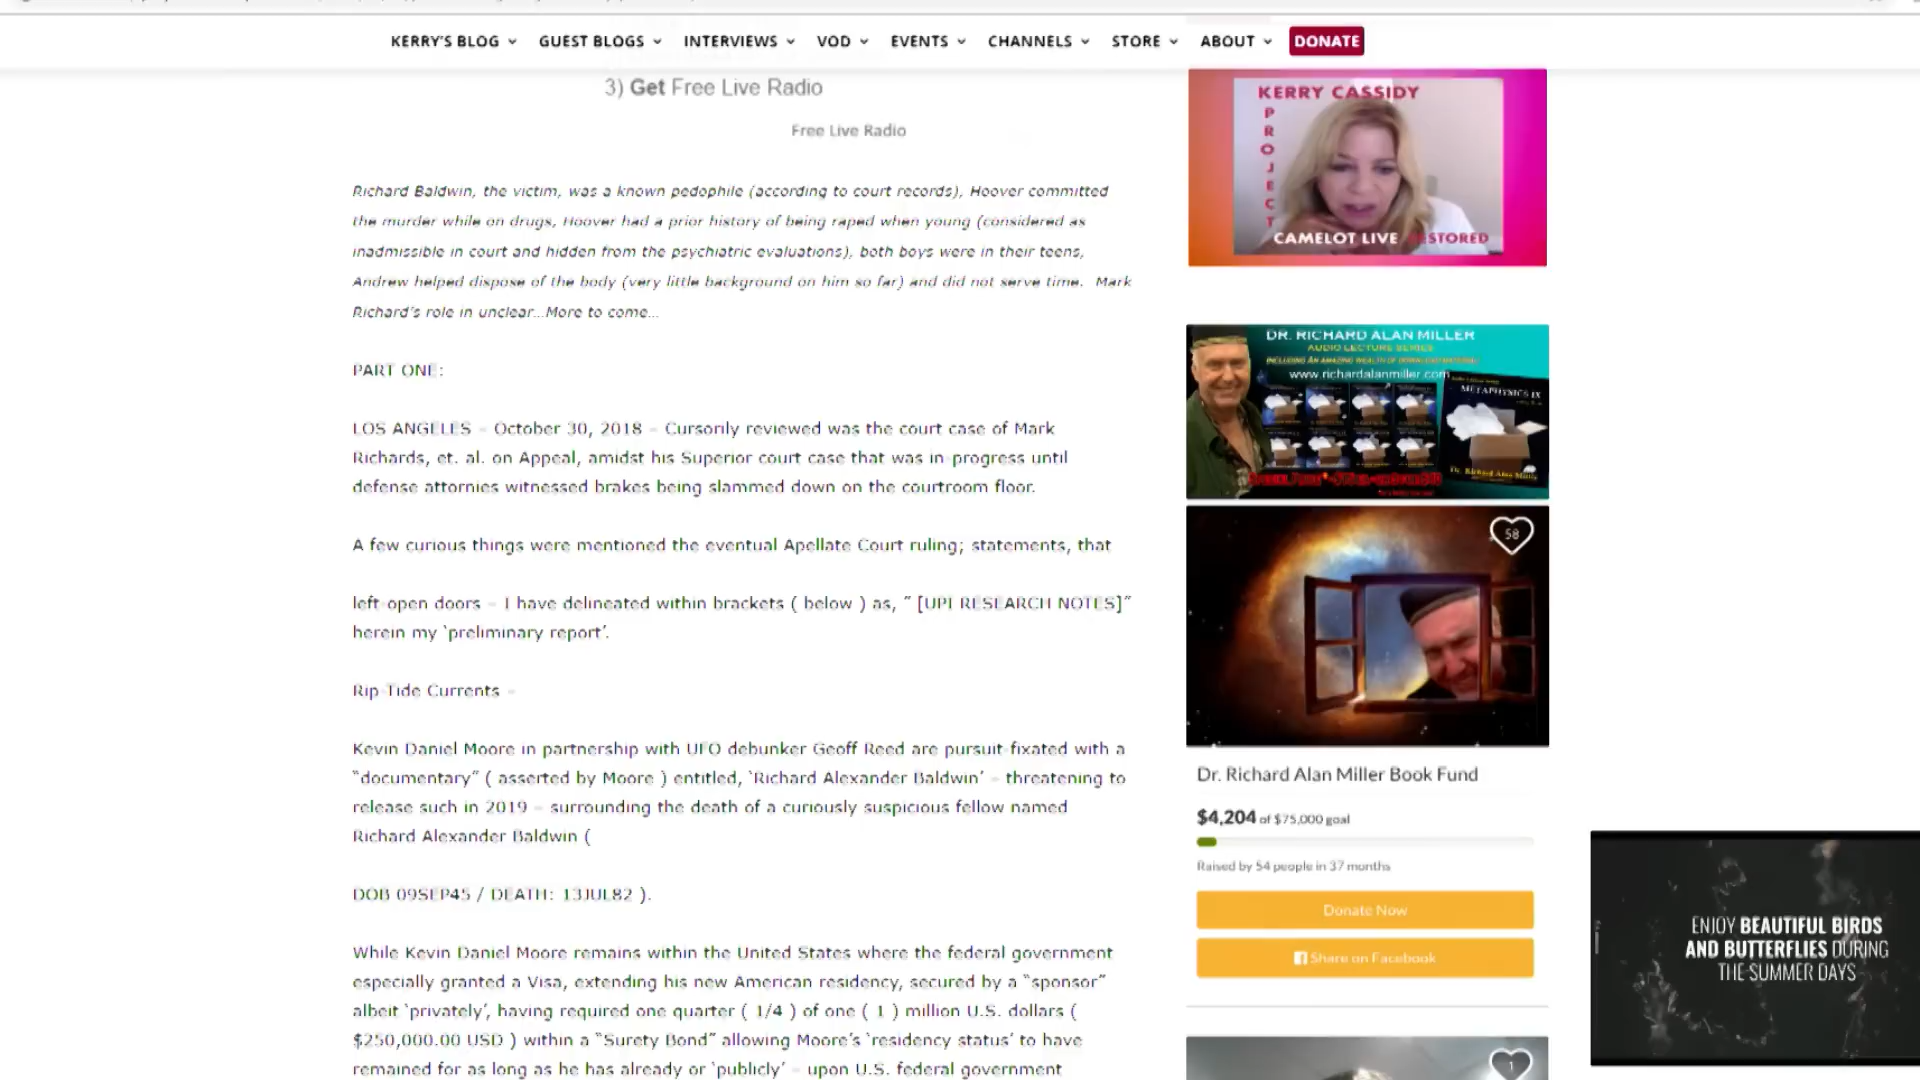 KERRY'S BLOG GUEST BLOGS INTERVIEWS VOD EVENTS CHANNELS STORE ABOUT DONATE
3) Get Free Live Radio
Free Live Radio
Richard Baldwin, the victim, was a known pedophile (according to court records), Hoover committed
the murder while on drugs, Hoover had a prior history of being raped when young (considered as
inadmissible in court and hidden from the psychiatric evaluations), both boys were in their teens,
Andrew helped dispose of the body (very little background on him so far) and did not serve time. Mark
Richard's role in unclear...More to come...
PART ONE:
LOS ANGELES – October 30, 2018 – Cursorily reviewed was the court case of Mark
Richards, et. al. on Appeal, amidst his Superior court case that was in-progress until
defense attornies witnessed brakes being slammed down on the courtroom floor.
A few curious things were mentioned the eventual Apellate Court ruling; statements, that
left-open doors – I have delineated within brackets ( below ) as, " [UPI RESEARCH NOTES]"
herein my 'preliminary report'.
Rip-Tide Currents –
Kevin Daniel Moore in partnership with UFO debunker Geoff Reed are pursuit-fixated with a
"documentary" ( asserted by Moore ) entitled, 'Richard Alexander Baldwin' – threatening to
release such in 2019 – surrounding the death of a curiously suspicious fellow named
Richard Alexander Baldwin (
DOB 09SEP45 / DEATH: 13JUL82 ).
While Kevin Daniel Moore remains within the United States where the federal government
especially granted a Visa, extending his new American residency, secured by a "sponsor"
albeit 'privately', having required one quarter ( 1/4 ) of one ( 1 ) million U.S. dollars (
$250,000.00 USD ) within a "Surety Bond" allowing Moore's 'residency status' to have
remained for as long as he has already or 'publicly' – upon U.S. federal government
KERRY CASSIDY
PROJECT
CAMELOT LIVE RESTORED
DR. RICHARD ALAN MILLER
AUDIO LECTURE SERIES
www.richardalanmiller.com
METAPHYSICS IX
Dr. Richard Alan Miller
58
Dr. Richard Alan Miller Book Fund
$4,204 of $75,000 goal
Raised by 54 people in 37 months
Donate Now
Share on Facebook
1
ENJOY BEAUTIFUL BIRDS
AND BUTTERFLIES DURING
THE SUMMER DAYS